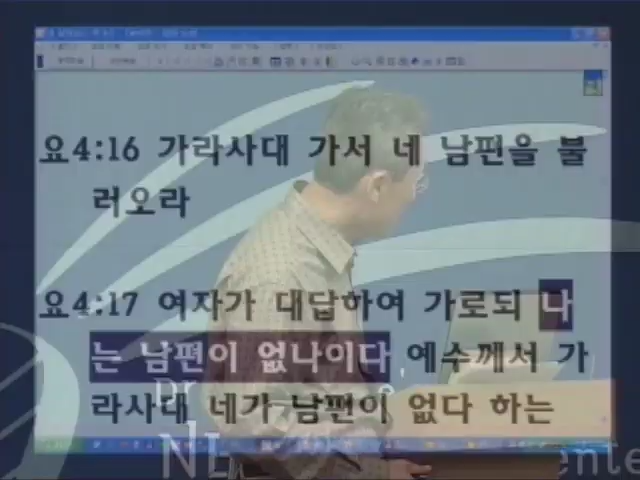 요4:16 가라사대 가서 네 남편을 불
러오라
요4:17 여자가 대답하여 가로되 나
는 남편이 없나이다 예수께서 가
라사대 네가 남편이 없다 하는
NL
ente